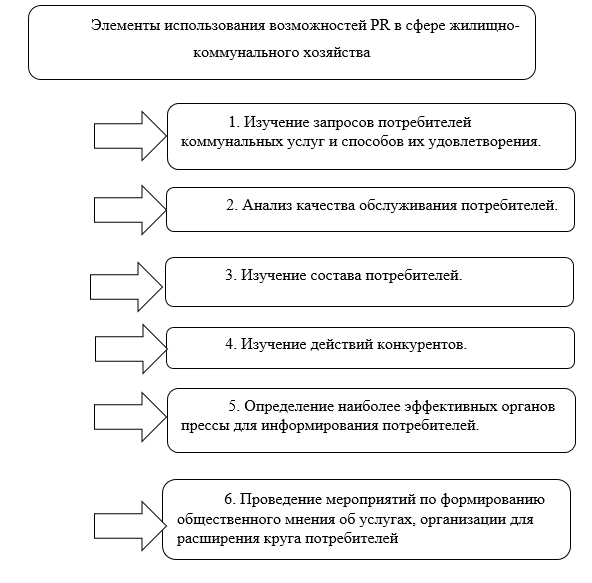 Элементы использования возможностей PR в сфере жилищно-
коммунального хозяйства
1. Изучение запросов потребителей
коммунальных услуг и способов их удовлетворения.
2. Анализ качества обслуживания потребителей.
3. Изучение состава потребителей.
4. Изучение действий конкурентов.
5. Определение наиболее эффективных органов
прессы для информирования потребителей.
6. Проведение мероприятий по формированию
общественного мнения об услугах, организации для
расширения круга потребителей